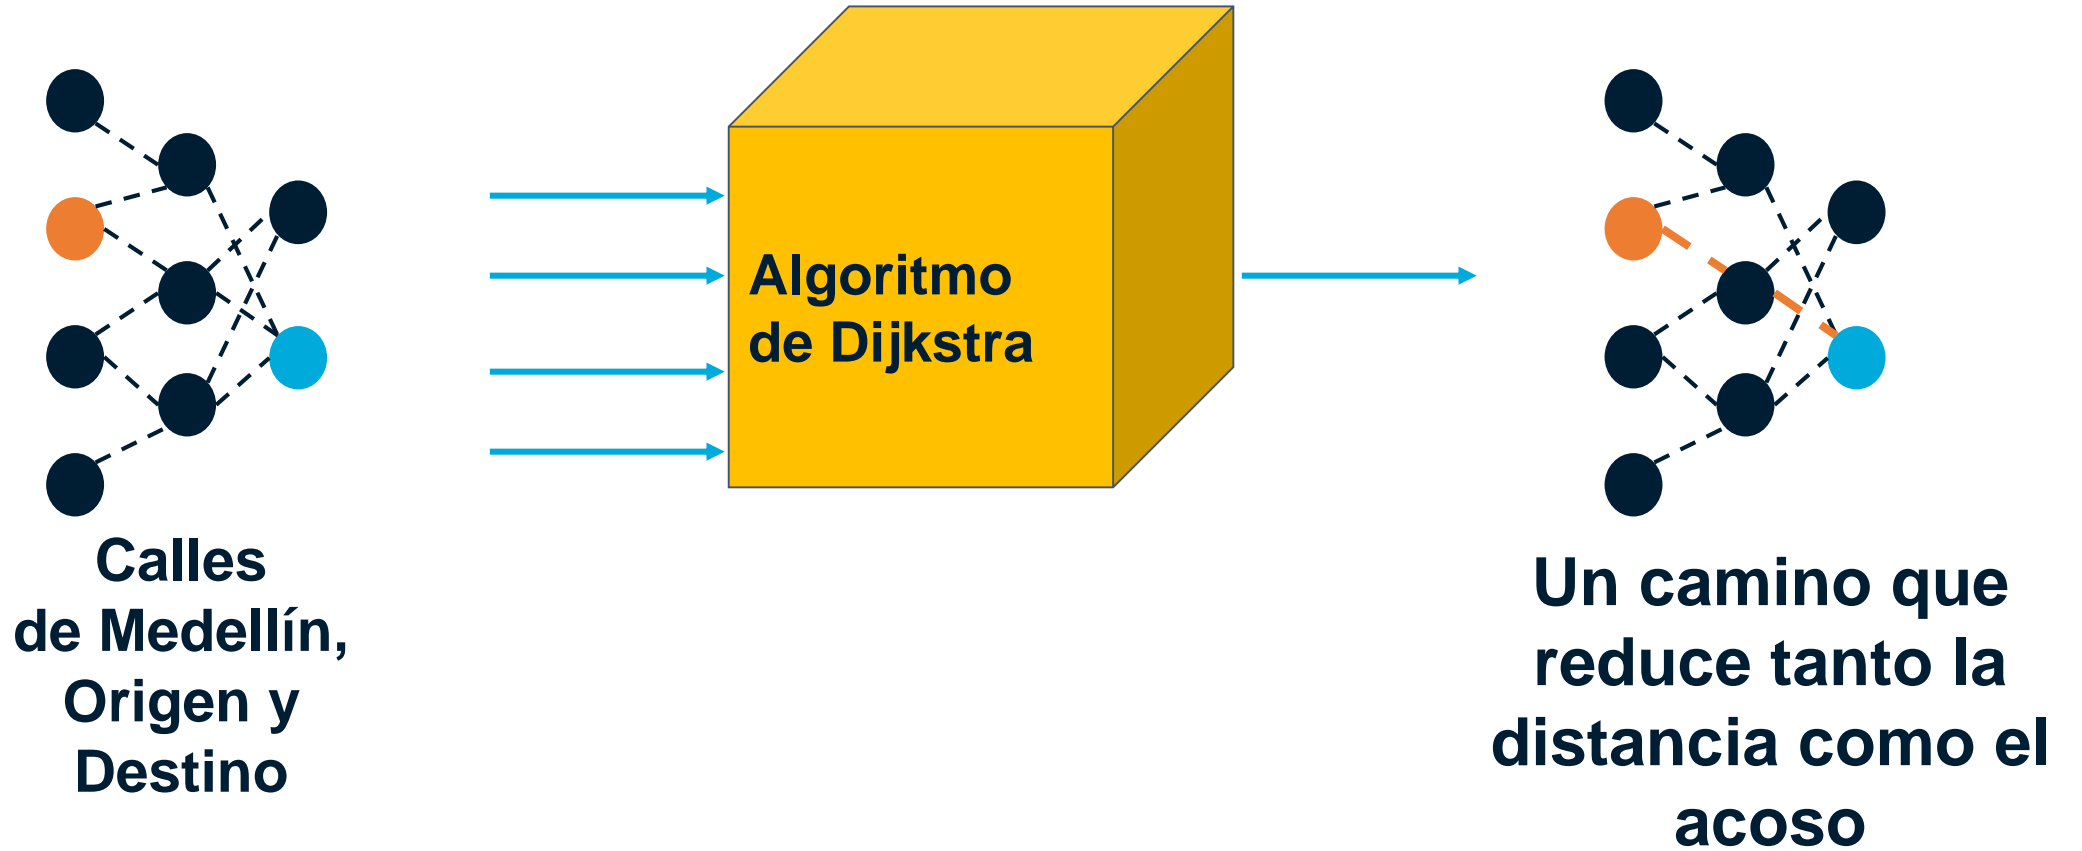 Calles
de Medellín,
Origen y
Destino
Algoritmo
de Dijkstra
Un camino que
reduce tanto la
distancia como el
acoso